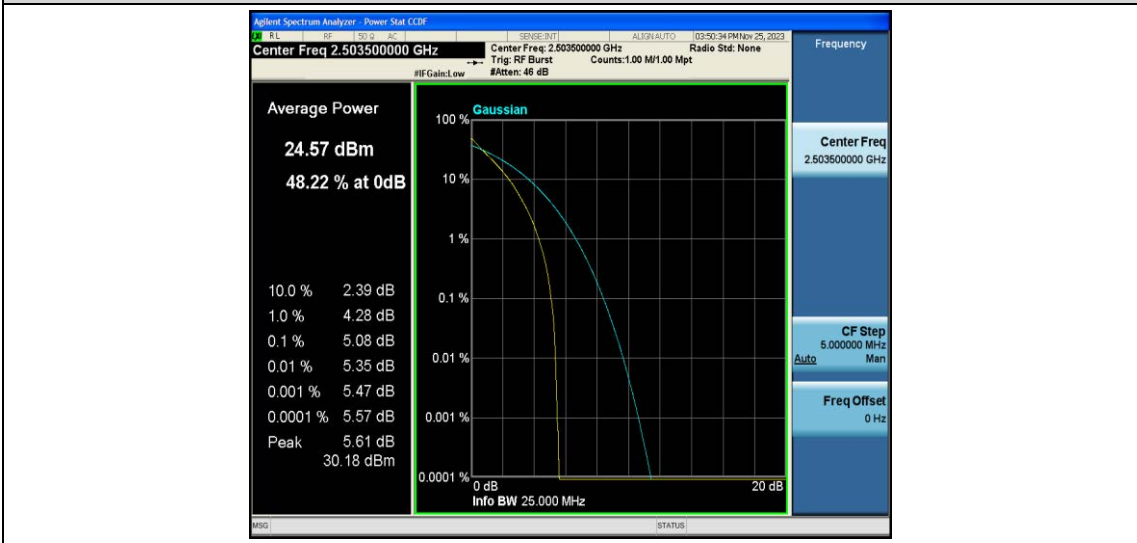 Agilent Spectrum Analyzer - Power Stat CCDF
RL RF 50 Ω AC SENSE:INT ALIGN AUTO 03:50:34 PM Nov 25, 2023
Center Freq 2.503500000 GHz
Center Freq: 2.503500000 GHz Radio Std: None
Trig: RF Burst Counts:1.00 M/1.00 Mpt
#IFGain:Low #Atten: 46 dB
Frequency
Average Power
24.57 dBm
48.22 % at 0dB
10.0 % 2.39 dB
1.0 % 4.28 dB
0.1 % 5.08 dB
0.01 % 5.35 dB
0.001 % 5.47 dB
0.0001 % 5.57 dB
Peak 5.61 dB
30.18 dBm
Gaussian
100 %
10 %
1 %
0.1 %
0.01 %
0.001 %
0.0001 %
0 dB 20 dB
Info BW 25.000 MHz
Center Freq
2.503500000 GHz
CF Step
5.000000 MHz
Auto Man
Freq Offset
0 Hz
MSG STATUS